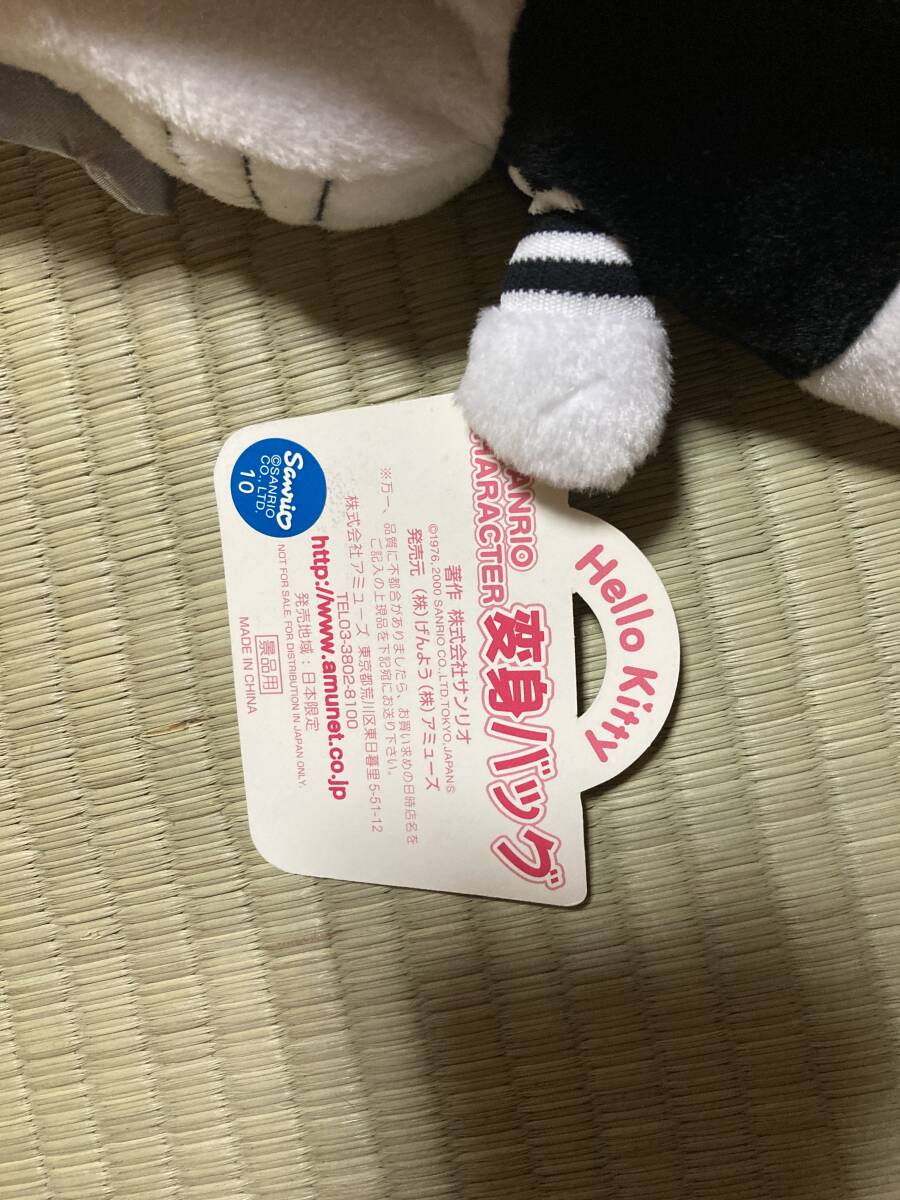 Hello Kitty
SANRIO
CHARACTER 変身バッグ
著作 株式会社サンリオ
©1976,2000 SANRIO CO.,LTD.TOKYO,JAPANⓈ
発売元 (株)げんよう(株)アミューズ
※万一、品質に不都合がありましたら、お買い求めの日時店名を
ご記入の上現品を下記宛にお送り下さい。
株式会社アミューズ 東京都荒川区東日暮里5-51-12
TEL03-3802-8100
http://www.amunet.co.jp
発売地域:日本限定
NOT FOR SALE FOR DISTRIBUTION IN JAPAN ONLY.
景品用
MADE IN CHINA
Sanrio
©SANRIO
CO., LTD.
10